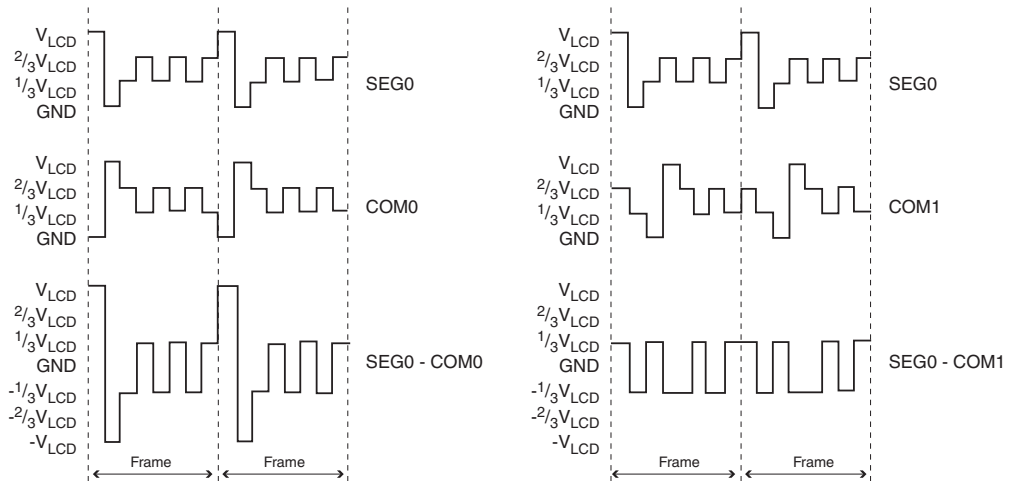 V_LCD
2/3V_LCD
1/3V_LCD
GND
SEG0
V_LCD
2/3V_LCD
1/3V_LCD
GND
COM0
V_LCD
2/3V_LCD
1/3V_LCD
GND
-1/3V_LCD
-2/3V_LCD
-V_LCD
SEG0 - COM0
Frame Frame
V_LCD
2/3V_LCD
1/3V_LCD
GND
SEG0
V_LCD
2/3V_LCD
1/3V_LCD
GND
COM1
V_LCD
2/3V_LCD
1/3V_LCD
GND
-1/3V_LCD
-2/3V_LCD
-V_LCD
SEG0 - COM1
Frame Frame